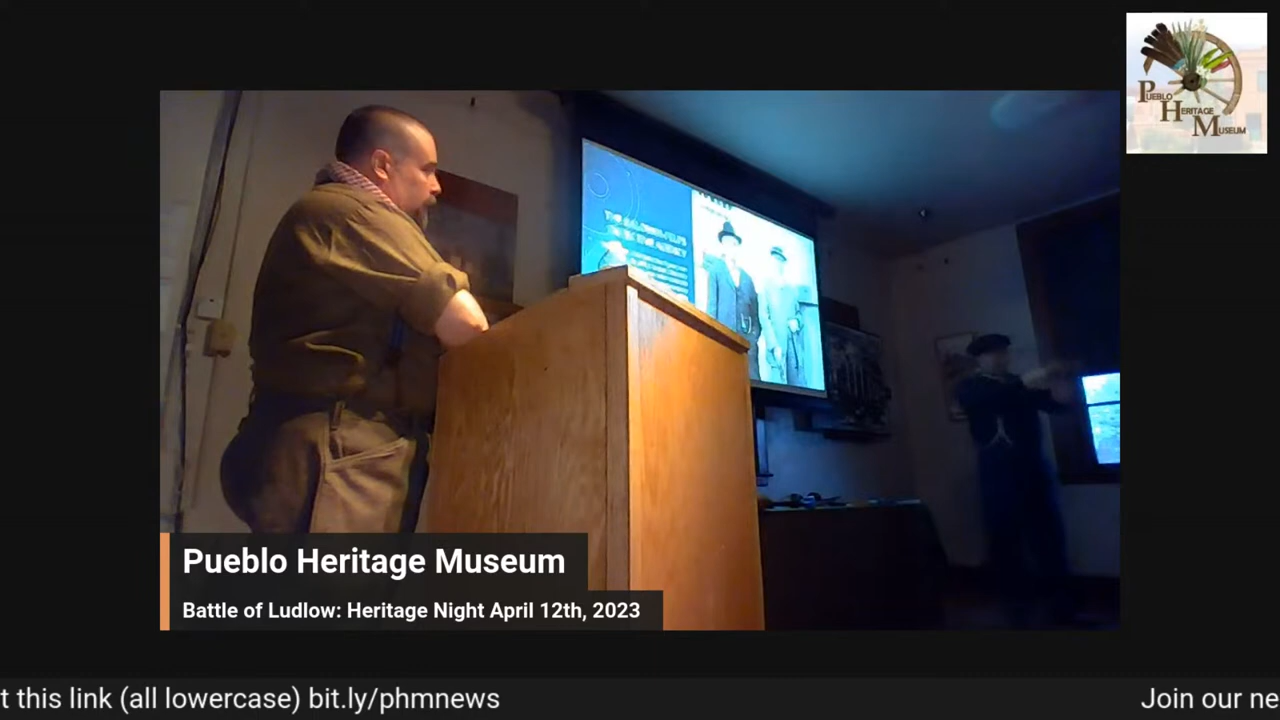 PUEBLO
HERITAGE
MUSEUM
Pueblo Heritage Museum
Battle of Ludlow: Heritage Night April 12th, 2023
t this link (all lowercase) bit.ly/phmnews
Join our ne